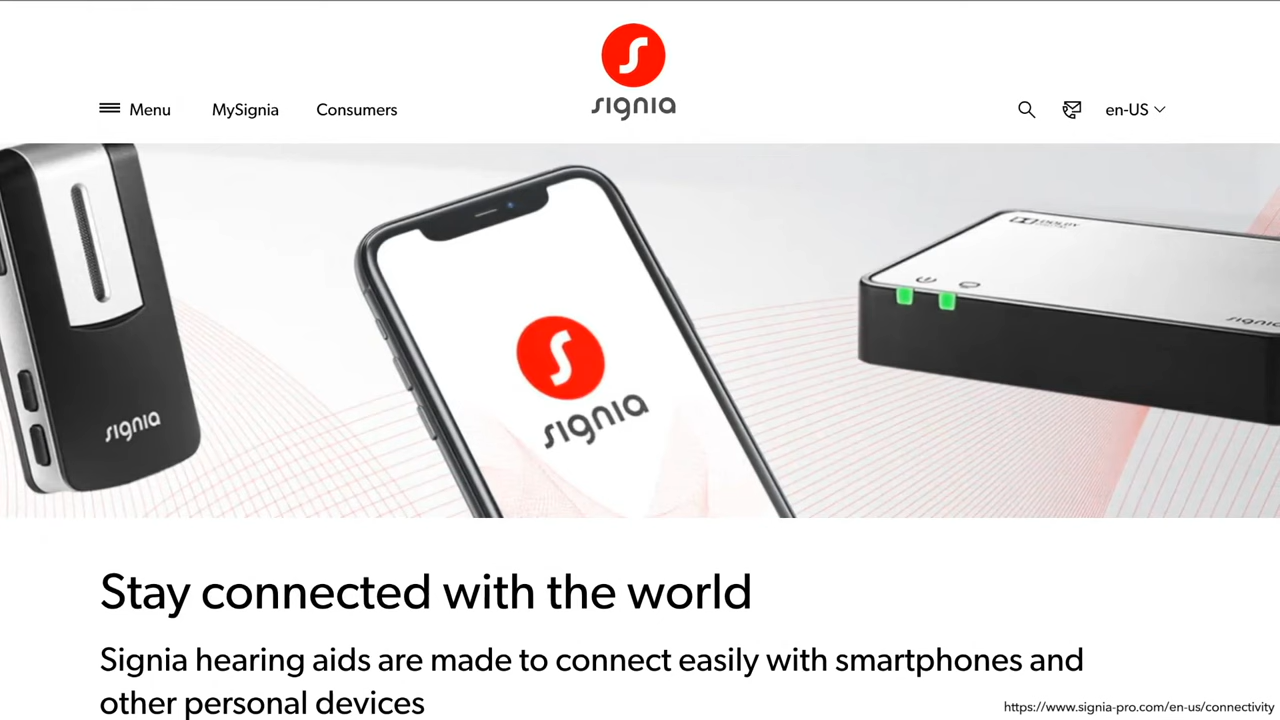 signia
Menu
MySignia
Consumers
en-US
DOLBY
signia
signia
signia
Stay connected with the world
Signia hearing aids are made to connect easily with smartphones and
other personal devices
https://www.signia-pro.com/en-us/connectivity